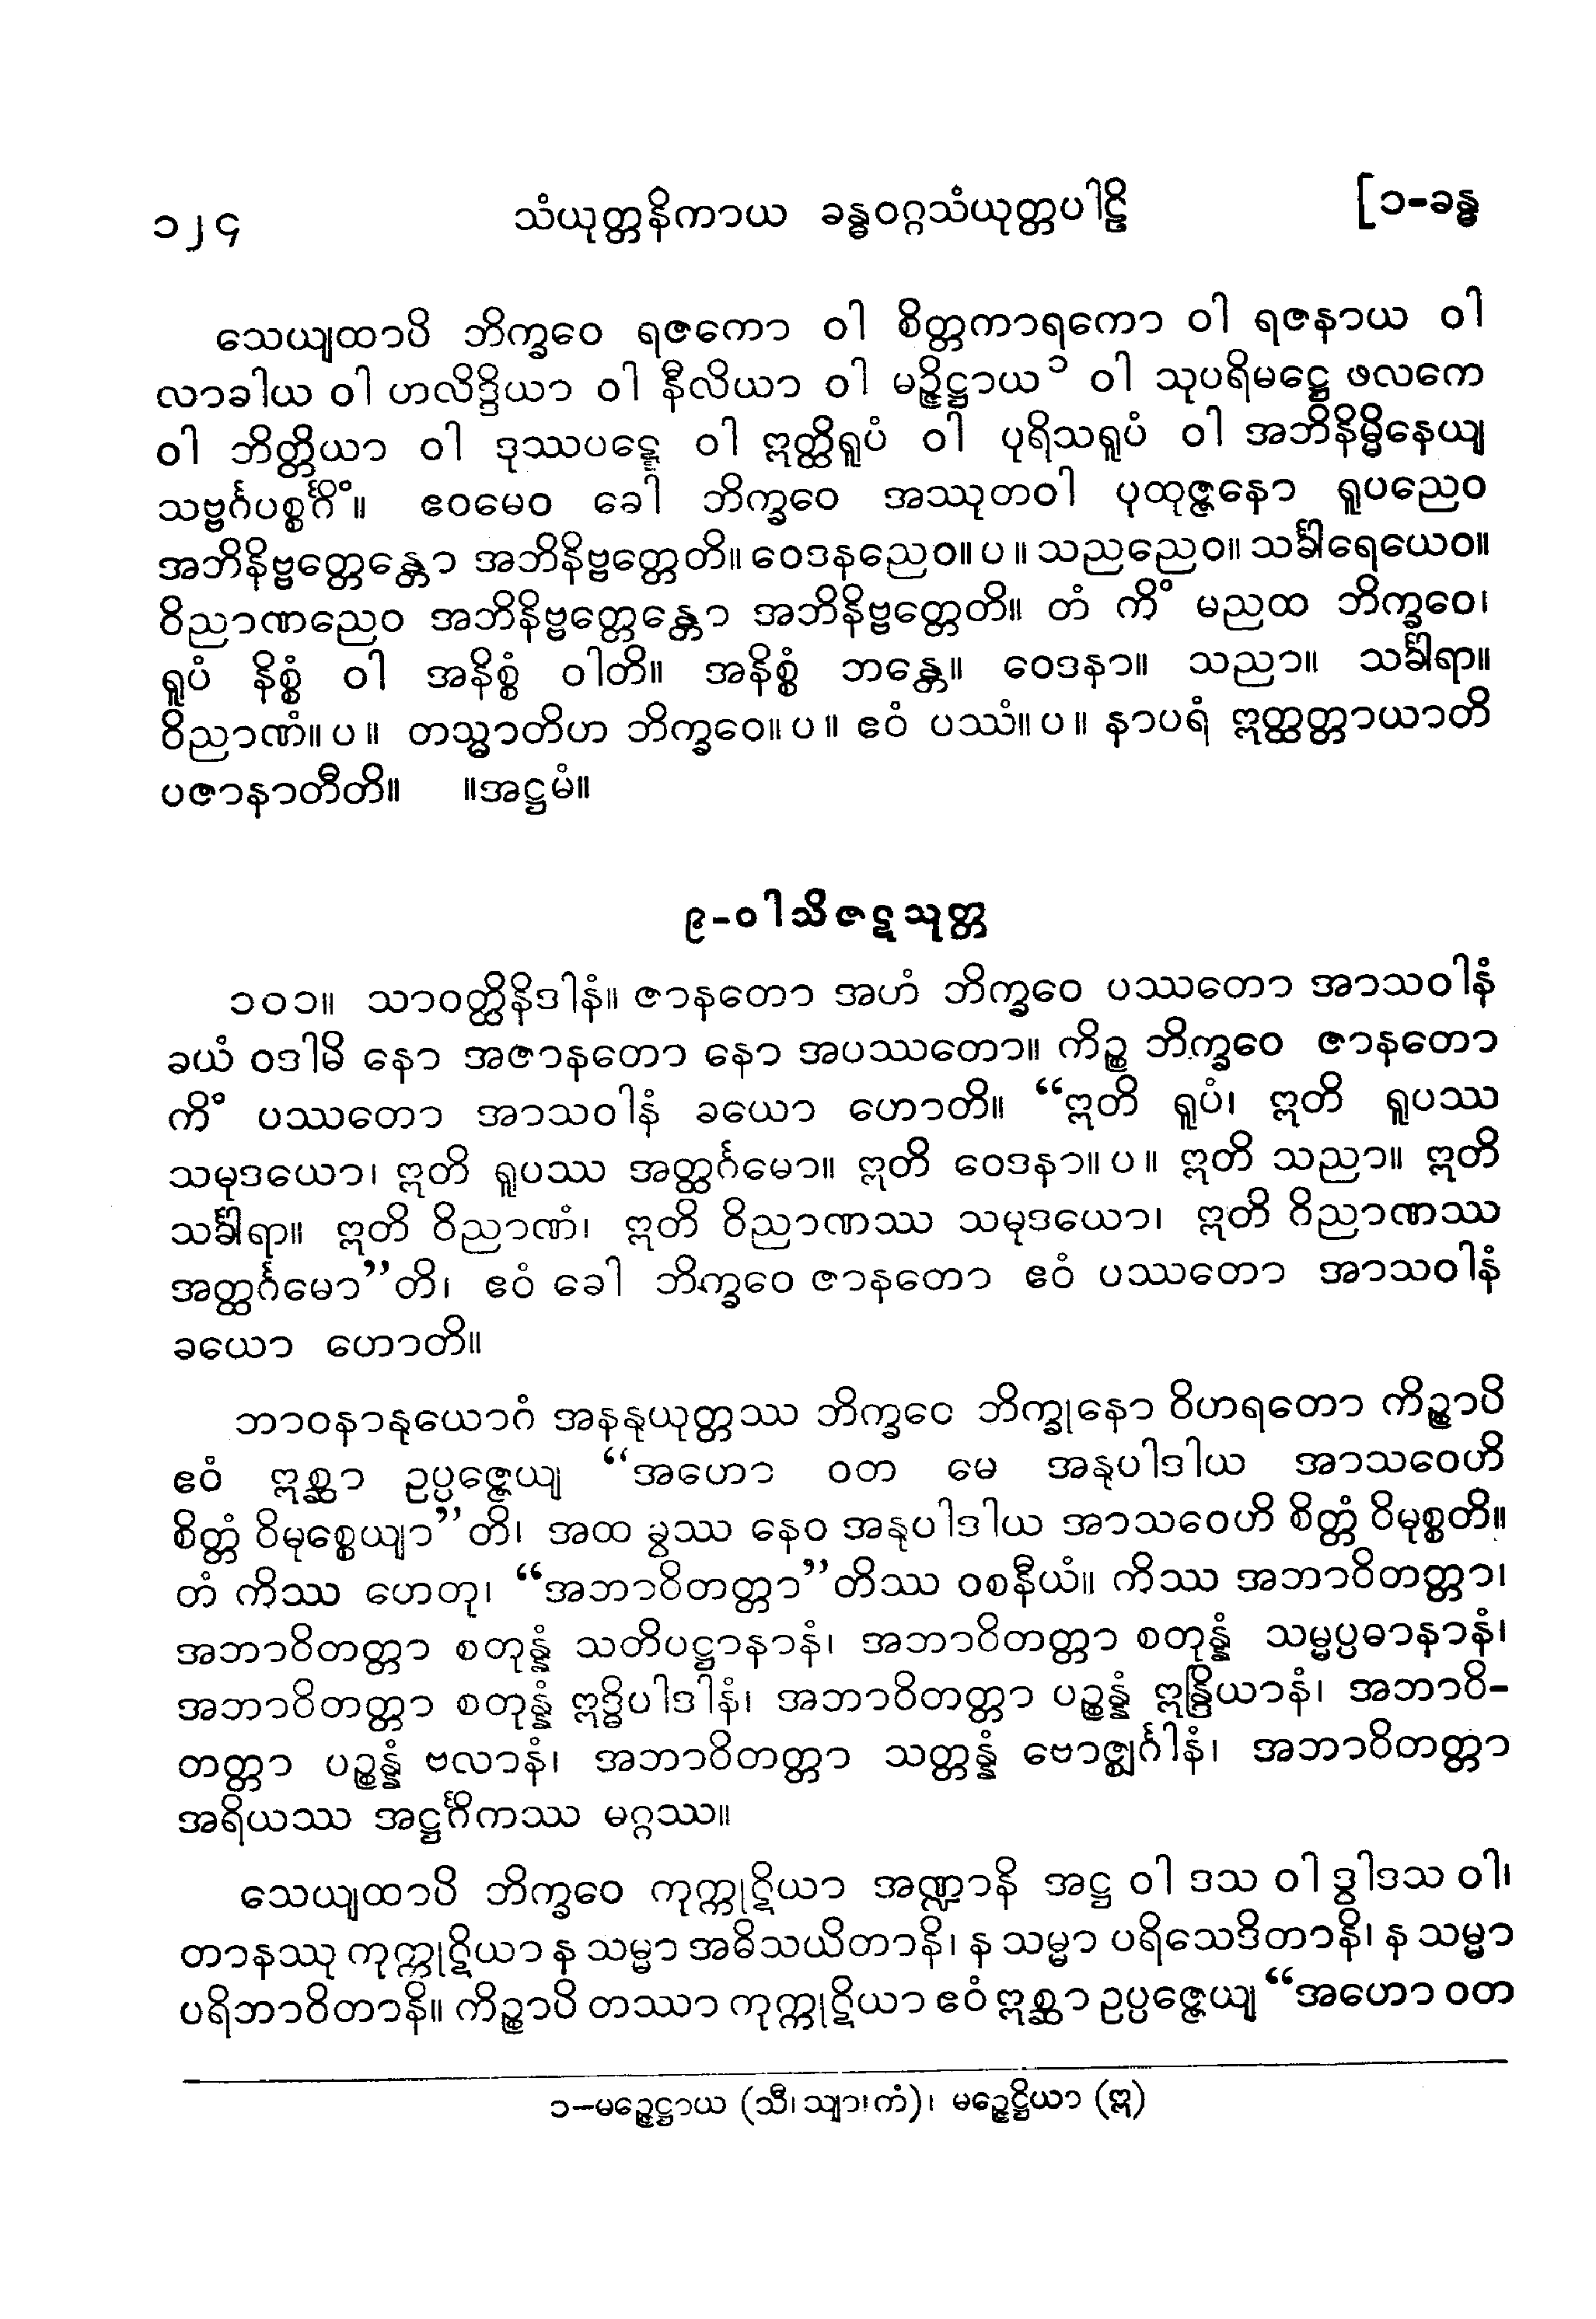 ၁၂၄ သံယုတ္တနိကာယ ခန္ဓဝဂ္ဂသံယုတ္တပါဠိ [၁-ခန္ဓ
သေယျထာပိ ဘိက္ခဝေ ရဇကော ဝါ စိတ္တကာရကော ဝါ ရဇနာယ ဝါ
လာခါယ ဝါ ဟလိဒ္ဒိယာ ဝါ နီလိယာ ဝါ မဉ္ဇိဋ္ဌာယ၁ ဝါ သုပရိမဋ္ဌေ ဖလကေ
ဝါ ဘိတ္တိယာ ဝါ ဒုဿပဋ္ဋေ ဝါ ဣတ္ထိရူပံ ဝါ ပုရိသရူပံ ဝါ အဘိနိမ္မိနေယျ
သဗ္ဗင်္ဂပစ္စင်္ဂိံ။ ဧဝမေဝ ခေါ ဘိက္ခဝေ အဿုတဝါ ပုထုဇ္ဇနော ရူပညေဝ
အဘိနိဗ္ဗတ္တေန္တော အဘိနိဗ္ဗတ္တေတိ။ ဝေဒနညေဝ။ ပ ။ သညညေဝ။ သင်္ခါရေယေဝ။
ဝိညာဏညေဝ အဘိနိဗ္ဗတ္တေန္တော အဘိနိဗ္ဗတ္တေတိ။ တံ ကိံ မညထ ဘိက္ခဝေ၊
ရူပံ နိစ္စံ ဝါ အနိစ္စံ ဝါတိ။ အနိစ္စံ ဘန္တေ။ ဝေဒနာ။ သညာ။ သင်္ခါရာ။
ဝိညာဏံ။ ပ ။ တသ္မာတိဟ ဘိက္ခဝေ။ ပ ။ ဧဝံ ပဿံ။ ပ ။ နာပရံ ဣတ္ထတ္တာယာတိ
ပဇာနာတီတိ။ ။အဋ္ဌမံ။
၉-ဝါသိဇဋသုတ္တ
၁၀၁။ သာဝတ္ထိနိဒါနံ။ ဇာနတော အဟံ ဘိက္ခဝေ ပဿတော အာသဝါနံ
ခယံ ဝဒါမိ နော အဇာနတော နော အပဿတော။ ကိဉ္စ ဘိက္ခဝေ ဇာနတော
ကိံ ပဿတော အာသဝါနံ ခယော ဟောတိ။ “ဣတိ ရူပံ၊ ဣတိ ရူပဿ
သမုဒယော၊ ဣတိ ရူပဿ အတ္ထင်္ဂမော။ ဣတိ ဝေဒနာ။ ပ ။ ဣတိ သညာ။ ဣတိ
သင်္ခါရာ။ ဣတိ ဝိညာဏံ၊ ဣတိ ဝိညာဏဿ သမုဒယော၊ ဣတိ ဝိညာဏဿ
အတ္ထင်္ဂမော”တိ၊ ဧဝံ ခေါ ဘိက္ခဝေ ဇာနတော ဧဝံ ပဿတော အာသဝါနံ
ခယော ဟောတိ။
ဘာဝနာနုယောဂံ အနနုယုတ္တဿ ဘိက္ခဝေ ဘိက္ခုနော ဝိဟရတော ကိဉ္စာပိ
ဧဝံ ဣစ္ဆာ ဥပ္ပဇ္ဇေယျ “အဟော ဝတ မေ အနုပါဒါယ အာသဝေဟိ
စိတ္တံ ဝိမုစ္စေယျာ”တိ၊ အထ ခွဿ နေဝ အနုပါဒါယ အာသဝေဟိ စိတ္တံ ဝိမုစ္စတိ။
တံ ကိဿ ဟေတု၊ “အဘာဝိတတ္တာ”တိဿ ဝစနီယံ။ ကိဿ အဘာဝိတတ္တာ၊
အဘာဝိတတ္တာ စတုန္နံ သတိပဋ္ဌာနာနံ၊ အဘာဝိတတ္တာ စတုန္နံ သမ္မပ္ပဓာနာနံ၊
အဘာဝိတတ္တာ စတုန္နံ ဣဒ္ဓိပါဒါနံ၊ အဘာဝိတတ္တာ ပဉ္စန္နံ ဣန္ဒြိယာနံ၊ အဘာဝိ-
တတ္တာ ပဉ္စန္နံ ဗလာနံ၊ အဘာဝိတတ္တာ သတ္တန္နံ ဗောဇ္ဈင်္ဂါနံ၊ အဘာဝိတတ္တာ
အရိယဿ အဋ္ဌင်္ဂိကဿ မဂ္ဂဿ။
သေယျထာပိ ဘိက္ခဝေ ကုက္ကုဋိယာ အဏ္ဍာနိ အဋ္ဌ ဝါ ဒသ ဝါ ဒွါဒသ ဝါ၊
တာနဿု ကုက္ကုဋိယာ န သမ္မာ အဓိသယိတာနိ၊ န သမ္မာ ပရိသေဒိတာနိ၊ န သမ္မာ
ပရိဘာဝိတာနိ။ ကိဉ္စာပိ တဿာ ကုက္ကုဋိယာ ဧဝံ ဣစ္ဆာ ဥပ္ပဇ္ဇေယျ “အဟော ဝတ
၁-မဉ္ဇေဋ္ဌာယ (သီ၊ သျာ၊ ကံ)၊ မဉ္ဇေဋ္ဌိယာ (ဣ)